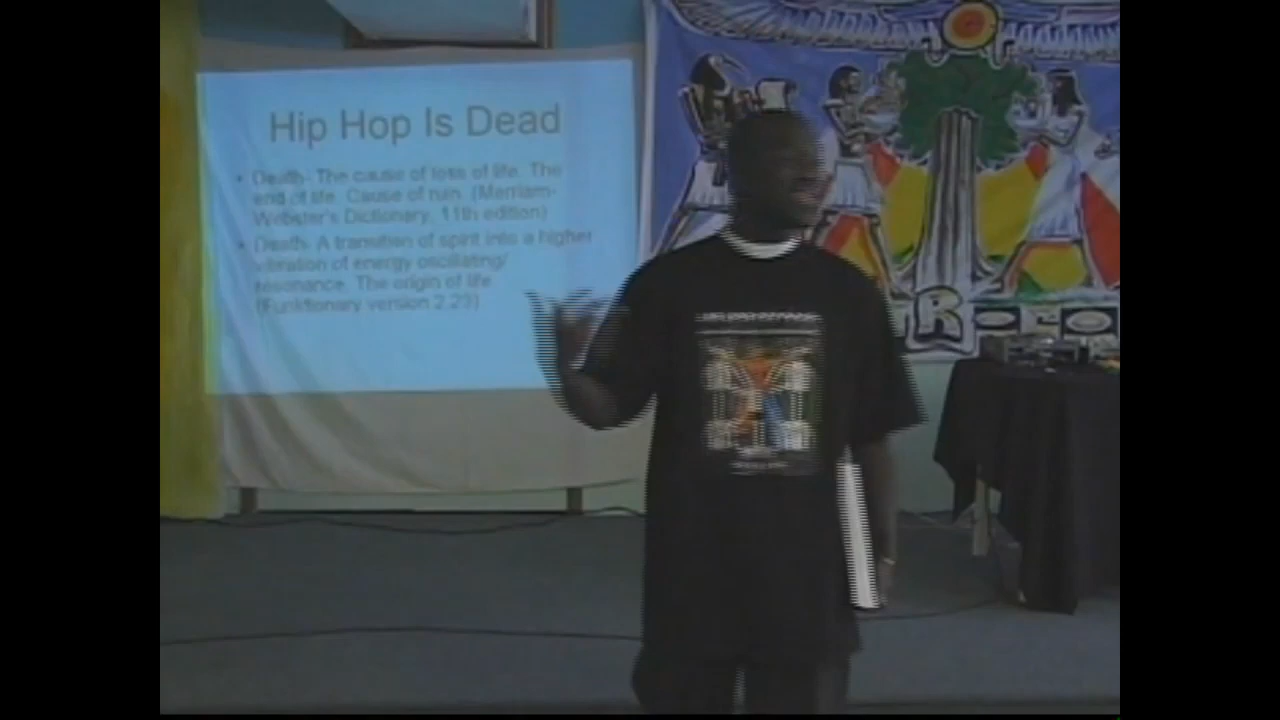 Hip Hop Is Dead
• Death- The cause of loss of life. The
end of life. Cause of ruin. (Merriam-
Webster's Dictionary, 11th edition)
• Death- A transition of spirit into a higher
vibration of energy oscillating/
resonance. The origin of life.
(Funktionary version 2.23)